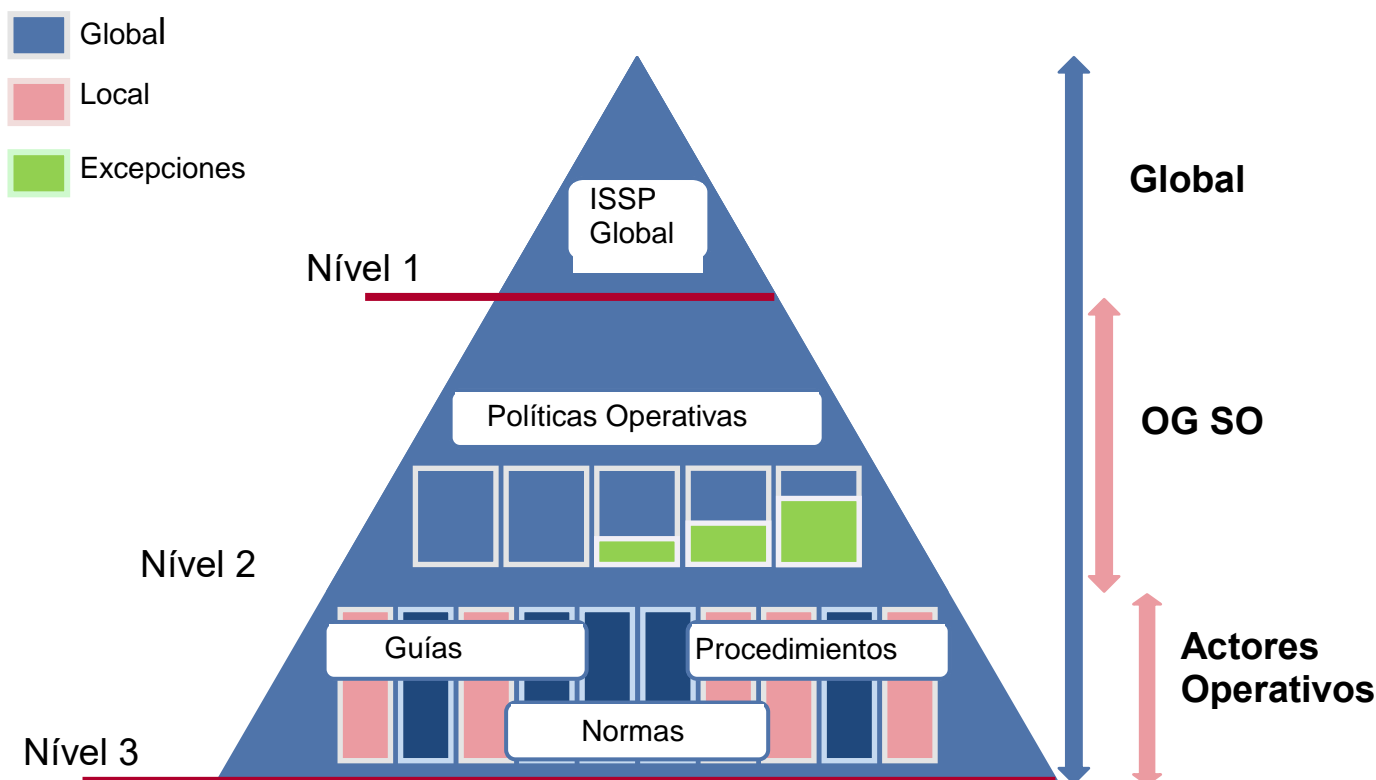 Global
Local
Excepciones
ISSP
Global
Global
Nível 1
Políticas Operativas
OG SO
Nível 2
Guías
Procedimientos
Actores
Operativos
Normas
Nível 3